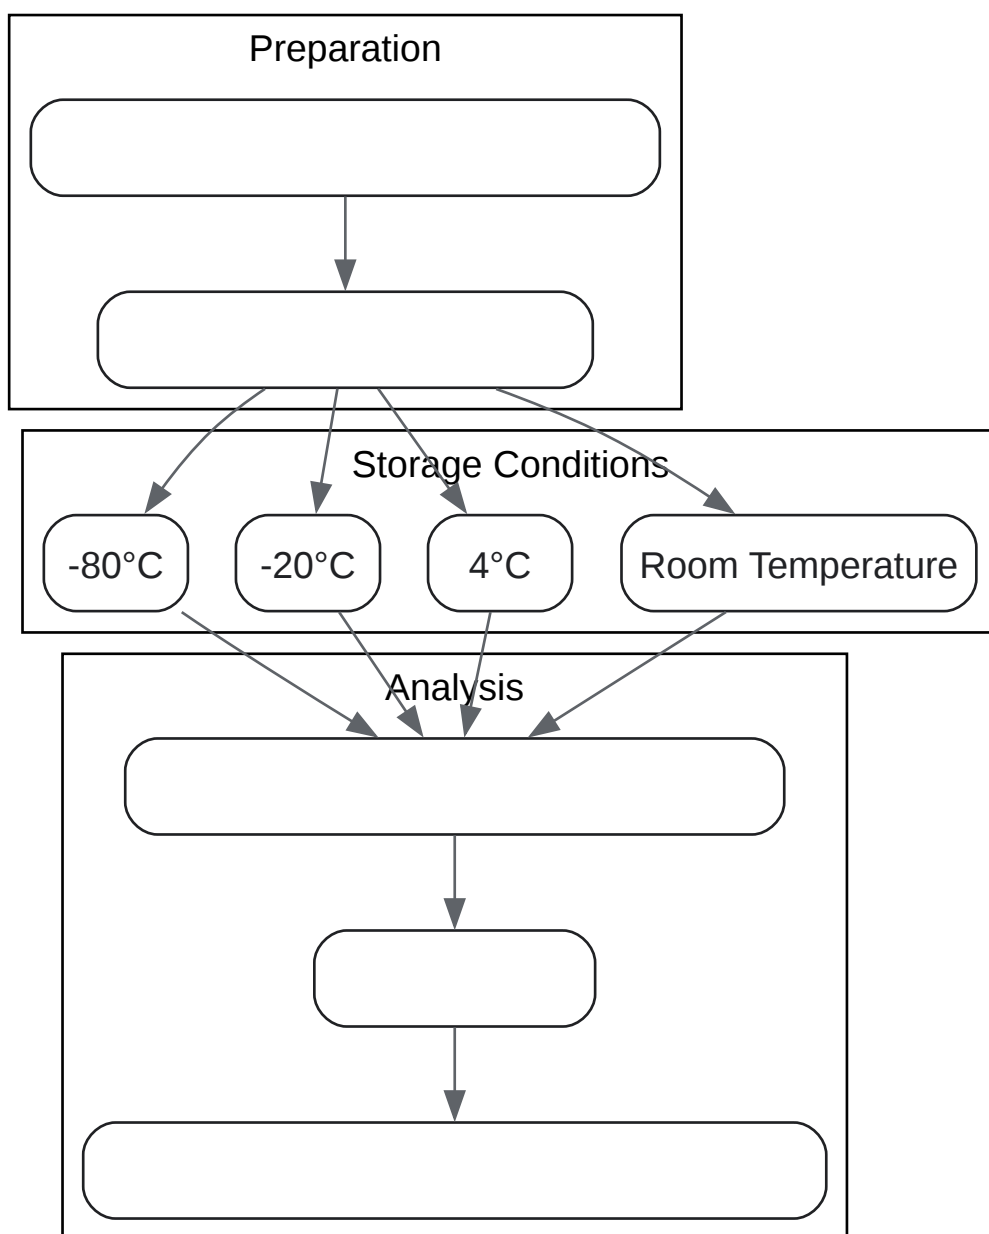 Preparation
Storage Conditions
-80°C
-20°C
4°C
Room Temperature
Analysis